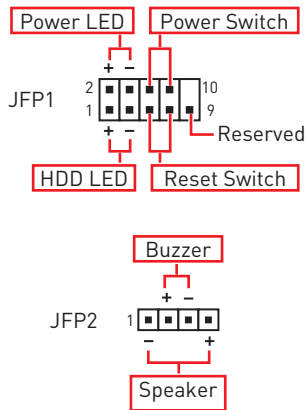 Power LED Power Switch
+ −
2 10
JFP1
1 9
+ − Reserved
HDD LED Reset Switch
Buzzer
+ −
JFP2 1
− +
Speaker